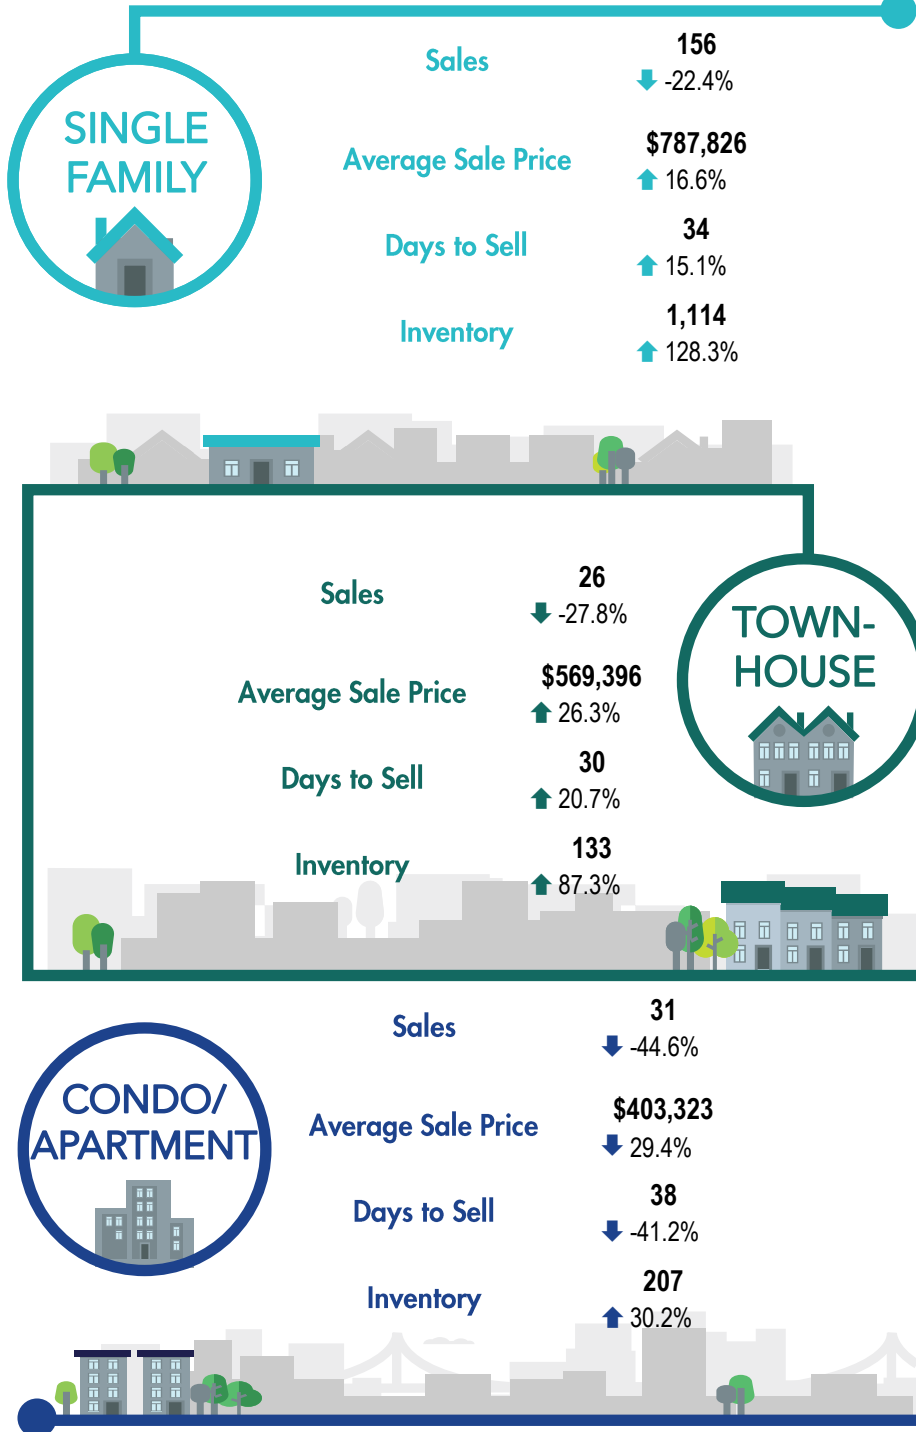 SINGLE
FAMILY
Sales
156
-22.4%
Average Sale Price
$787,826
16.6%
Days to Sell
34
15.1%
Inventory
1,114
128.3%
TOWN-
HOUSE
Sales
26
-27.8%
Average Sale Price
$569,396
26.3%
Days to Sell
30
20.7%
Inventory
133
87.3%
CONDO/
APARTMENT
Sales
31
-44.6%
Average Sale Price
$403,323
29.4%
Days to Sell
38
-41.2%
Inventory
207
30.2%